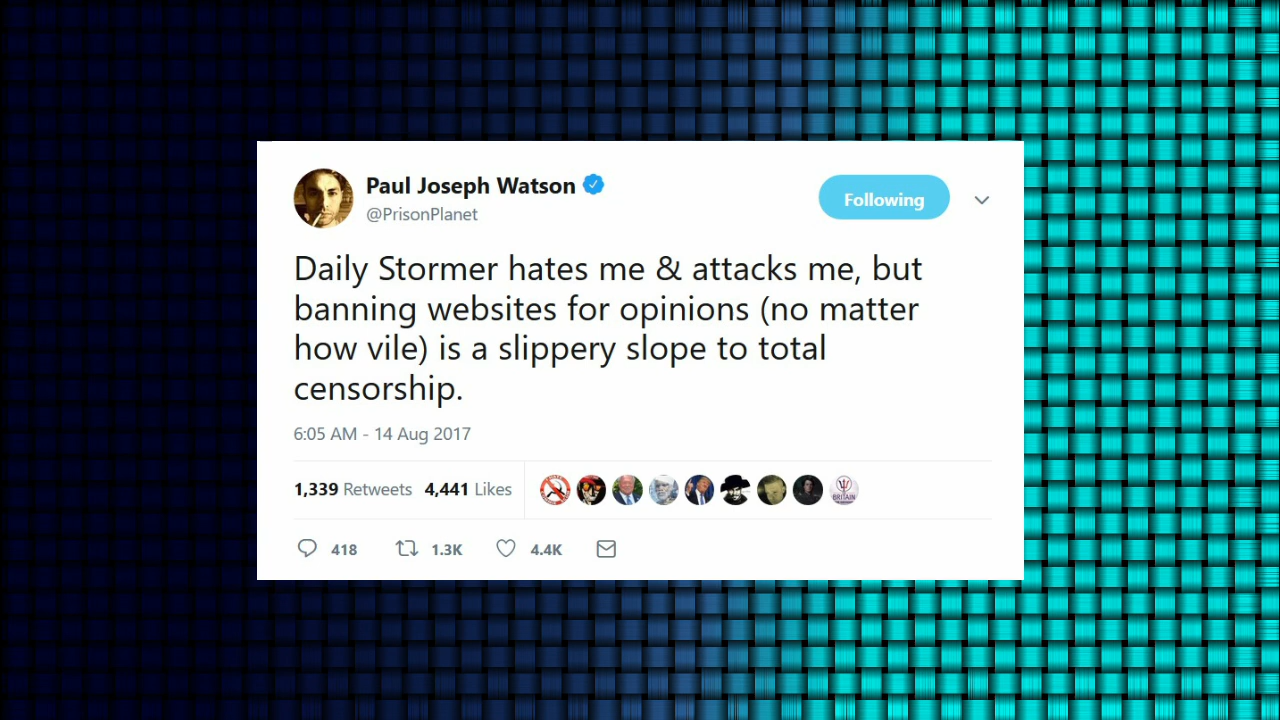 Paul Joseph Watson
@PrisonPlanet
Following
Daily Stormer hates me & attacks me, but
banning websites for opinions (no matter
how vile) is a slippery slope to total
censorship.
6:05 AM - 14 Aug 2017
1,339 Retweets 4,441 Likes
BRITAIN
418 1.3K 4.4K